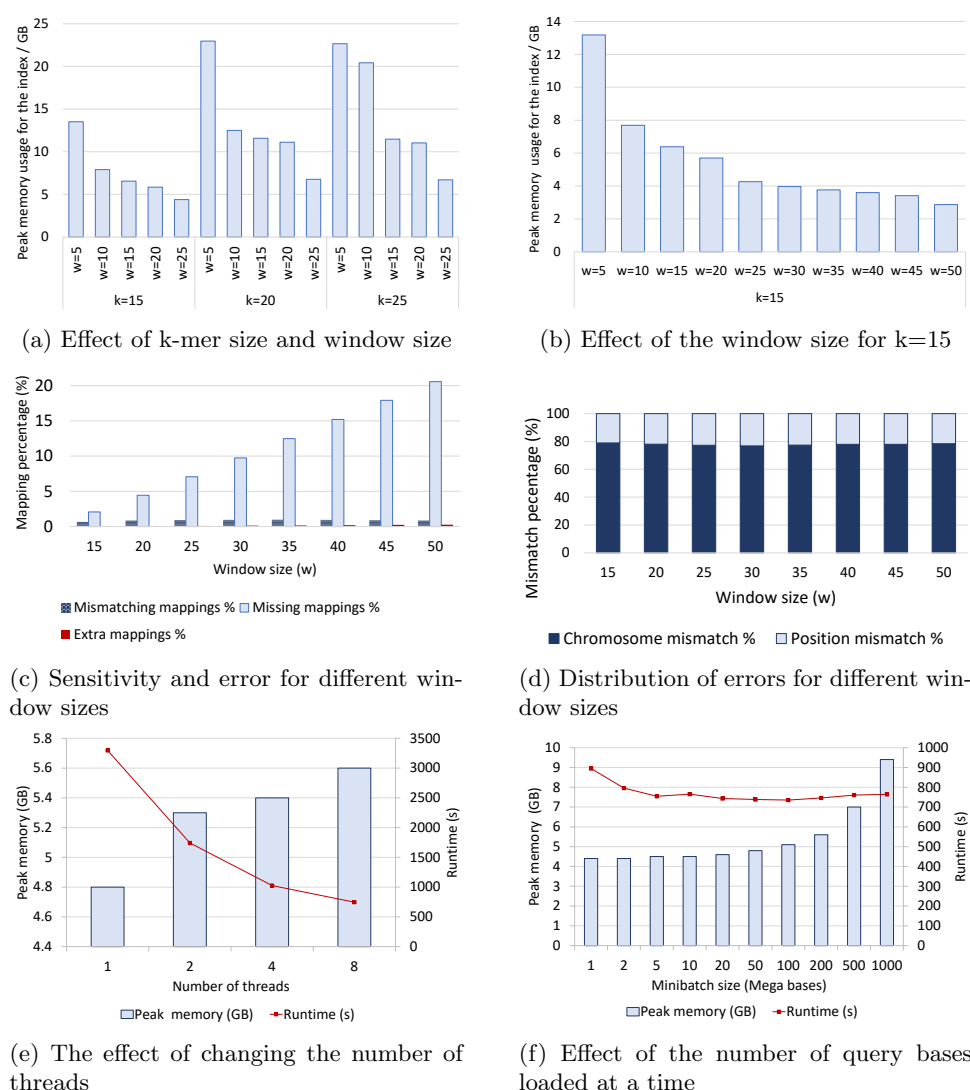 Peak memory usage for the index / GB
25
20
15
10
5
0
w=5 w=10 w=15 w=20 w=25 w=5 w=10 w=15 w=20 w=25 w=5 w=10 w=15 w=20 w=25
k=15 k=20 k=25
(a) Effect of k-mer size and window size
Peak memory usage for the index / GB
14
12
10
8
6
4
2
0
w=5 w=10 w=15 w=20 w=25 w=30 w=35 w=40 w=45 w=50
k=15
(b) Effect of the window size for k=15
Mapping percentage (%)
20
15
10
5
0
15 20 25 30 35 40 45 50
Window size (w)
Mismatching mappings % Missing mappings %
Extra mappings %
(c) Sensitivity and error for different win-
dow sizes
Mismatch pecentage (%)
100
80
60
40
20
0
15 20 25 30 35 40 45 50
Window size (w)
Chromosome mismatch % Position mismatch %
(d) Distribution of errors for different win-
dow sizes
Peak memory (GB)
5.8
5.6
5.4
5.2
5
4.8
4.6
4.4
3500
3000
2500
2000
1500
1000
500
0
Runtime (s)
1 2 4 8
Number of threads
Peak memory (GB) Runtime (s)
(e) The effect of changing the number of
threads
Peak memory (GB)
10
9
8
7
6
5
4
3
2
1
0
1000
900
800
700
600
500
400
300
200
100
0
Runtime (s)
1 2 5 10 20 50 100 200 500 1000
Minibatch size (Mega bases)
Peak memory (GB) Runtime (s)
(f) Effect of the number of query bases
loaded at a time